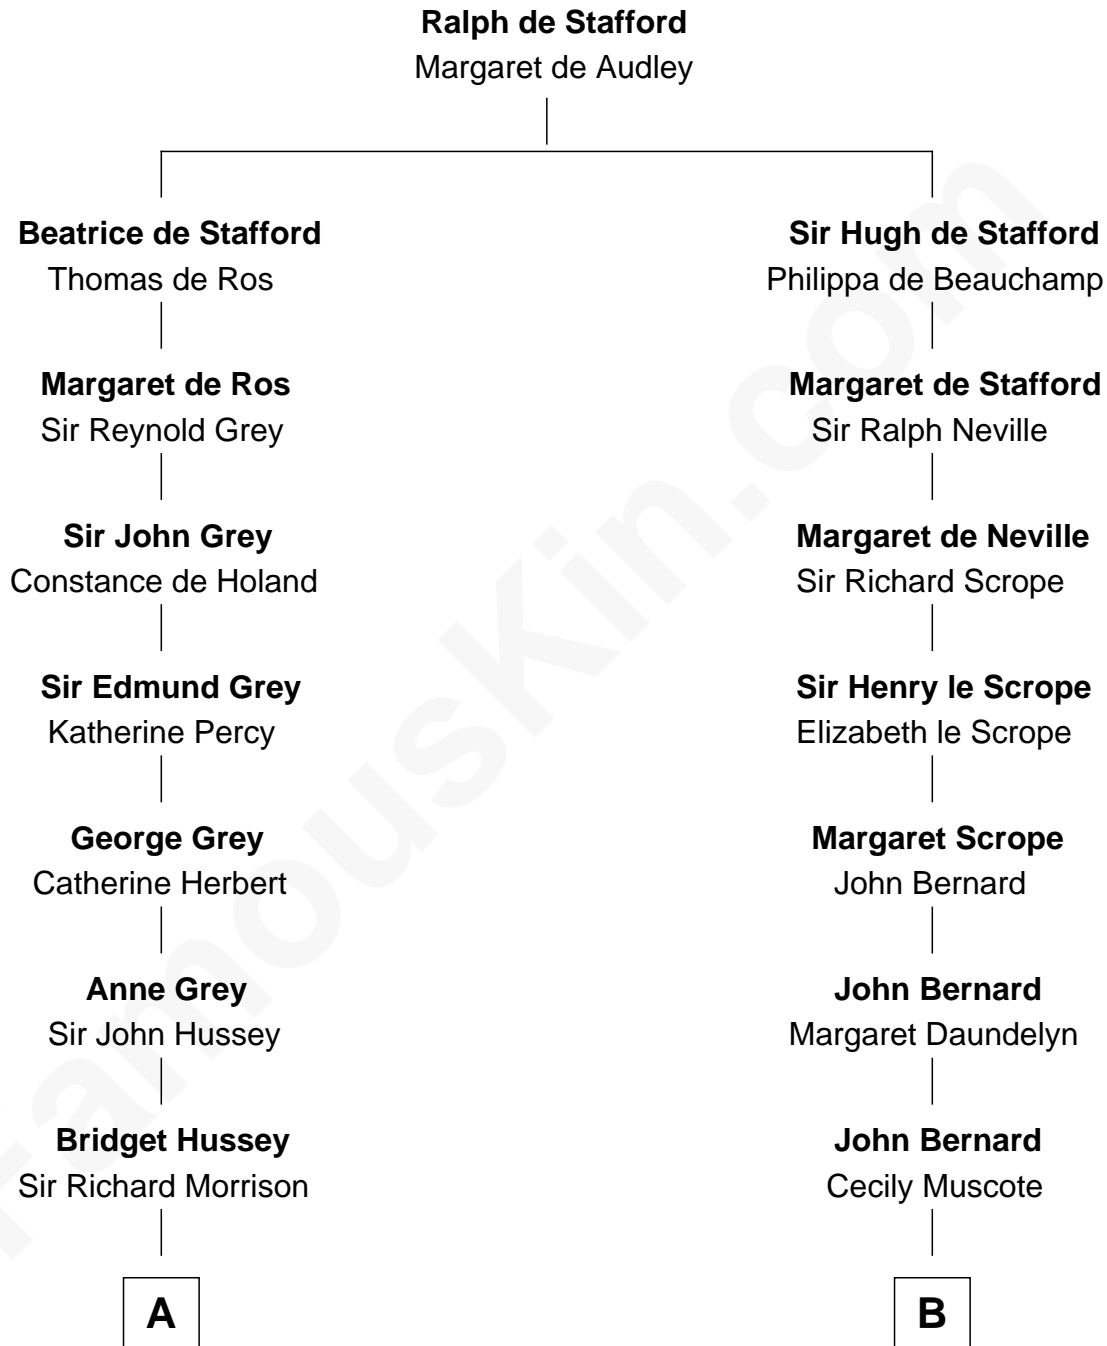 Ralph de Stafford
Margaret de Audley
Beatrice de Stafford
Thomas de Ros
Sir Hugh de Stafford
Philippa de Beauchamp
Margaret de Ros
Sir Reynold Grey
Margaret de Stafford
Sir Ralph Neville
Sir John Grey
Constance de Holand
Margaret de Neville
Sir Richard Scrope
Sir Edmund Grey
Katherine Percy
Sir Henry le Scrope
Elizabeth le Scrope
George Grey
Catherine Herbert
Margaret Scrope
John Bernard
Anne Grey
Sir John Hussey
John Bernard
Margaret Daundelyn
Bridget Hussey
Sir Richard Morrison
John Bernard
Cecily Muscote
A
B
FamousKin.com